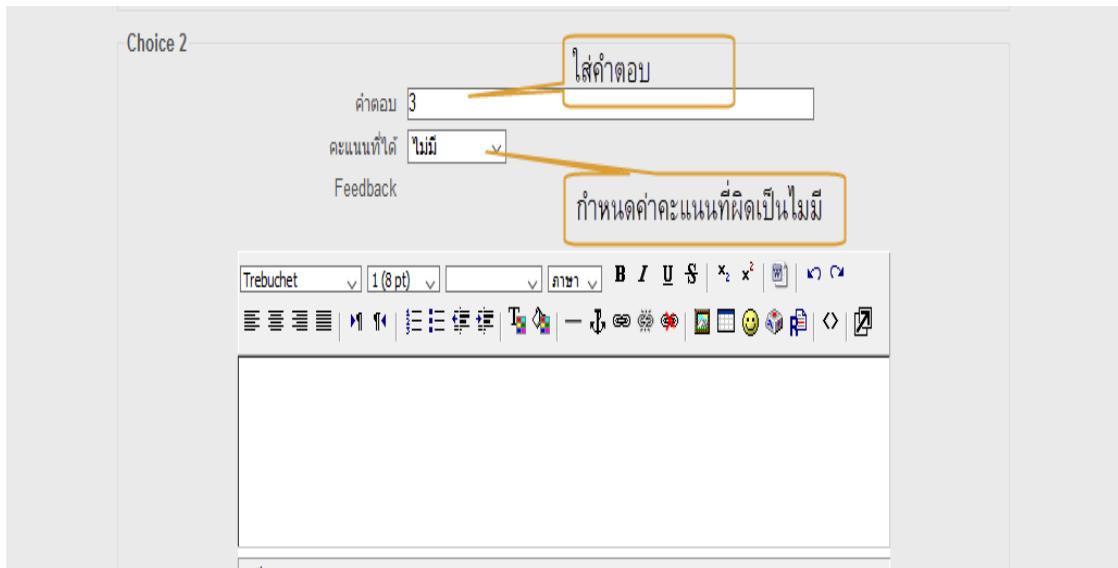 Choice 2
ใส่คำตอบ
คำตอบ 3
คะแนนที่ได้ ไม่มี
กำหนดค่าคะแนนที่ผิดเป็นไมมี
Feedback
Trebuchet 1 (8 pt) ภาษา B I U S x₂ x²